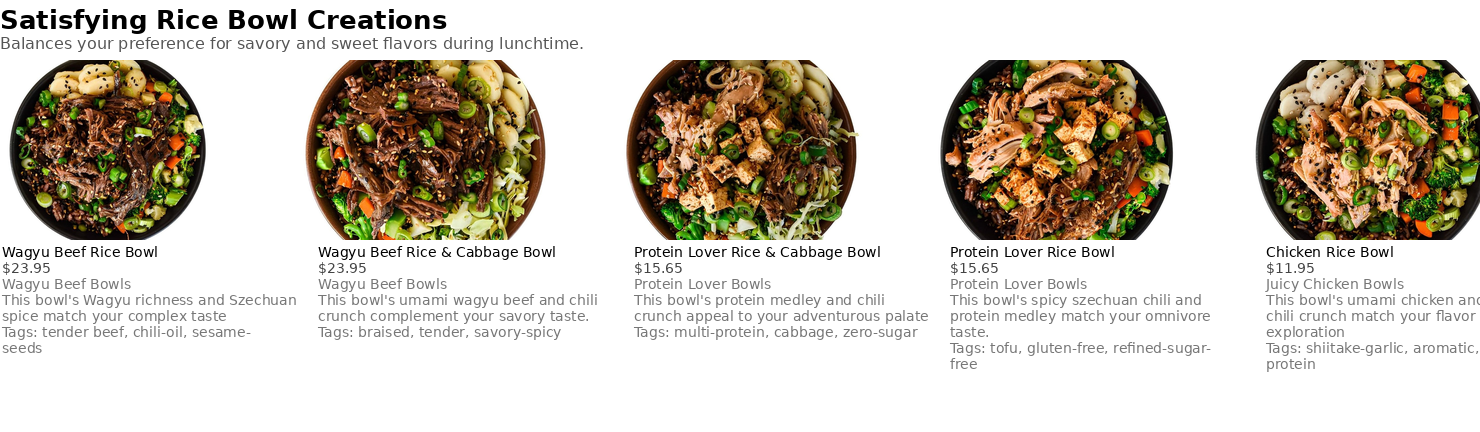 Satisfying Rice Bowl Creations
Balances your preference for savory and sweet flavors during lunchtime.
Wagyu Beef Rice Bowl
$23.95
Wagyu Beef Bowls
This bowl's Wagyu richness and Szechuan
spice match your complex taste
Tags: tender beef, chili-oil, sesame-
seeds
Wagyu Beef Rice & Cabbage Bowl
$23.95
Wagyu Beef Bowls
This bowl's umami wagyu beef and chili
crunch complement your savory taste.
Tags: braised, tender, savory-spicy
Protein Lover Rice & Cabbage Bowl
$15.65
Protein Lover Bowls
This bowl's protein medley and chili
crunch appeal to your adventurous palate
Tags: multi-protein, cabbage, zero-sugar
Protein Lover Rice Bowl
$15.65
Protein Lover Bowls
This bowl's spicy szechuan chili and
protein medley match your omnivore
taste.
Tags: tofu, gluten-free, refined-sugar-
free
Chicken Rice Bowl
$11.95
Juicy Chicken Bowls
This bowl's umami chicken and
chili crunch match your flavor
exploration
Tags: shiitake-garlic, aromatic,
protein